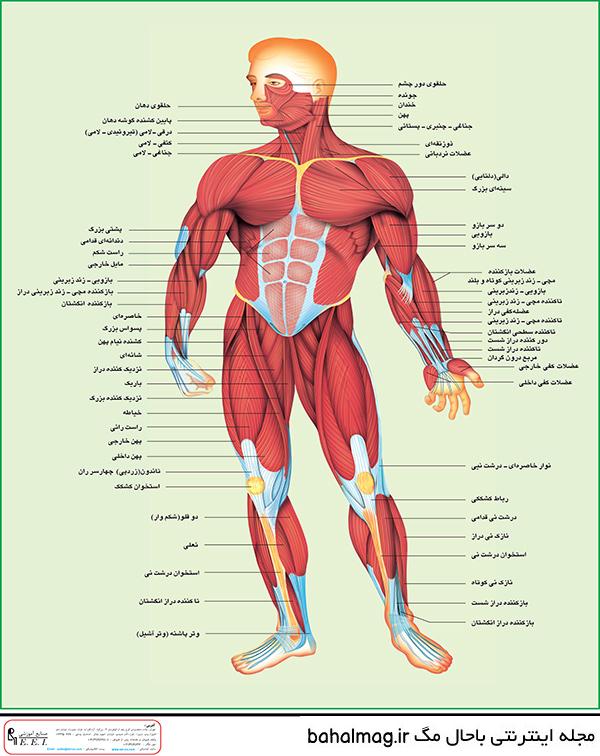 حلقوی دور چشم
جونده
خندان
پهن
جناغی ـ چنبری ـ پستانی
ذوزنقه‌ای
عضلات نردبانی
دالی(دلتایی)
سینه‌ای بزرگ
دو سر بازو
بازویی
سه سر بازو
عضلات بازکننده
مچی ـ زند زبرینی کوتاه و بلند
بازویی ـ زندزبرینی
تاکننده مچی ـ زند زبرینی
عضله‌کفی دراز
تاکننده مچی ـ زند زیرینی
تاکننده سطحی انگشتان
دور کننده دراز شست
تاکننده دراز شست
مربع درون گردان
عضلات کفی خارجی
عضلات کفی داخلی
نوار خاصره‌ای ـ درشت نیی
رباط کشککی
درشت نی قدامی
نازک نی دراز
استخوان درشت نی
نازک نی کوتاه
بازکننده دراز شست
بازکننده دراز انگشتان
حلقوی دهان
پایین کشنده گوشه دهان
درقی-لامی (تیروئیدی - لامی)
کتفی - لامی
جناغی - لامی
پشتی بزرگ
دندانه‌ای قدامی
راست شکم
مایل خارجی
بازویی ـ زند زبرینی
بازکننده مچی ـ زند زبرینی دراز
بازکننده انگشتان
خاصره‌ای
پسواس بزرگ
کشنده نیام پهن
شانه‌ای
نزدیک کننده دراز
باریک
نزدیک کننده بزرگ
خیاطه
راست رانی
پهن خارجی
پهن داخلی
تاندون(زردپی) چهارسر ران
استخوان کشکک
دو قلو(شکم وار)
نعلی
استخوان درشت نی
تا کننده دراز انگشتان
وتر پاشنه (وتر آشیل)
صنایع آموزشی
E.E.I.
مجله اینترنتی باحال مگ bahalmag.ir